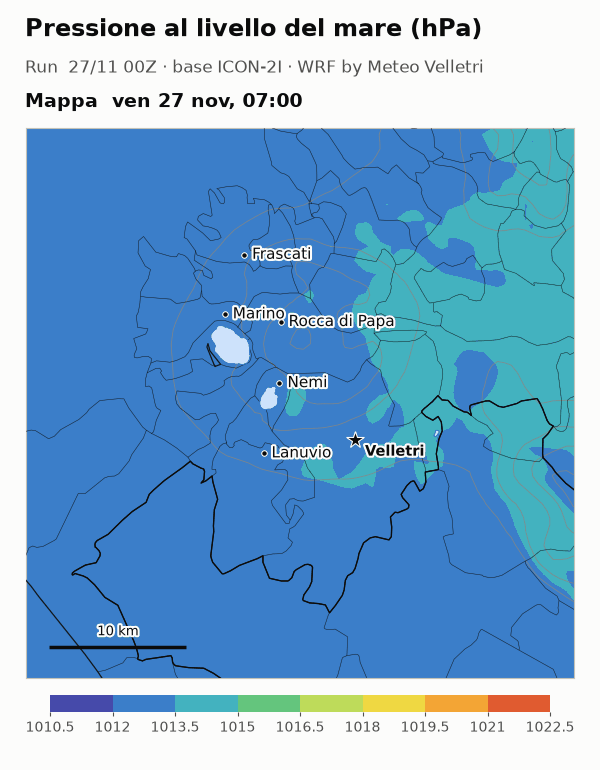 Pressione al livello del mare (hPa)
Run  27/11 00Z · base ICON-2I · WRF by Meteo Velletri
Mappa  ven 27 nov, 07:00
Frascati
Marino
Rocca di Papa
Nemi
Velletri
Lanuvio
10 km
1010.5 1012 1013.5 1015 1016.5 1018 1019.5 1021 1022.5